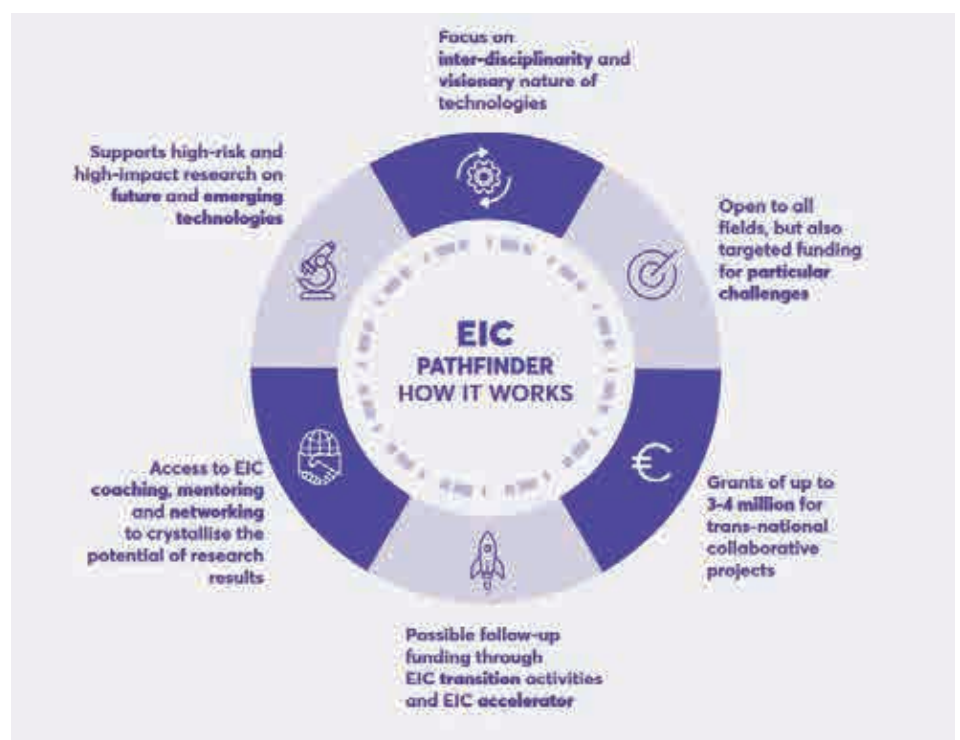 Focus on
inter-disciplinarity and
visionary nature of
technologies
Supports high-risk and
high-impact research on
future and emerging
technologies
Open to all
fields, but also
targeted funding
for particular
challenges
EIC
PATHFINDER
HOW IT WORKS
€
Access to EIC
coaching, mentoring
and networking
to crystallise the
potential of research
results
Grants of up to
3-4 million for
trans-national
collaborative
projects
Possible follow-up
funding through
EIC transition activities
and EIC accelerator